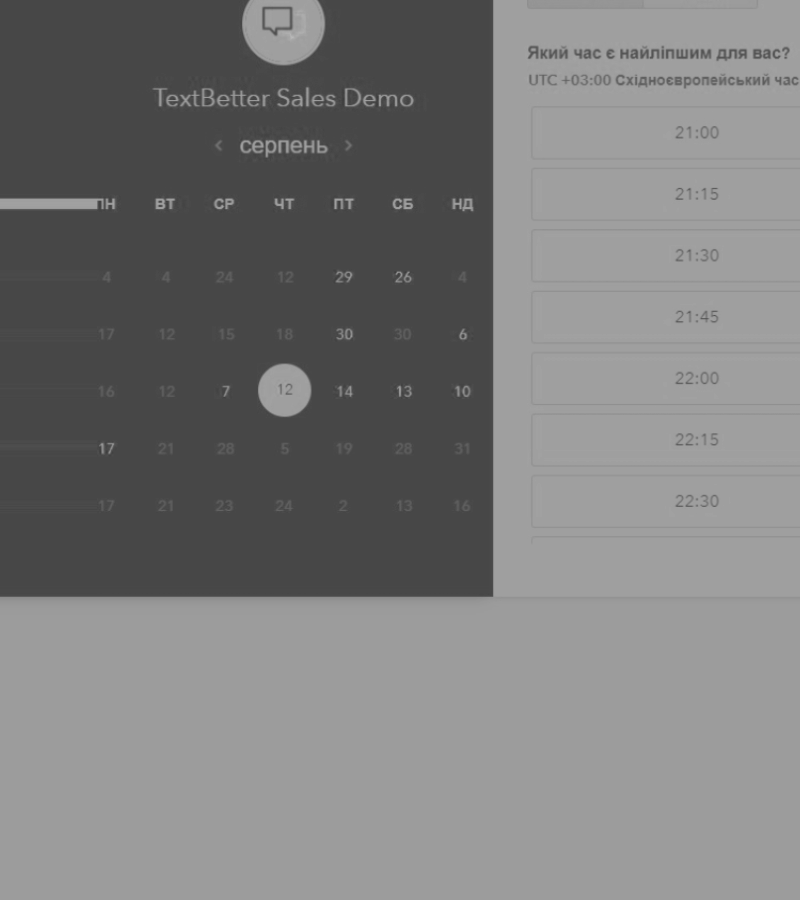 TextBetter Sales Demo
‹ серпень ›
ПН ВТ СР ЧТ ПТ СБ НД
4 4 24 12 29 26 4
17 12 15 18 30 30 6
16 12 7 12 14 13 10
17 21 28 5 19 28 31
17 21 23 24 2 13 16
Який час є найліпшим для вас?
UTC +03:00 Східноєвропейський час
21:00
21:15
21:30
21:45
22:00
22:15
22:30